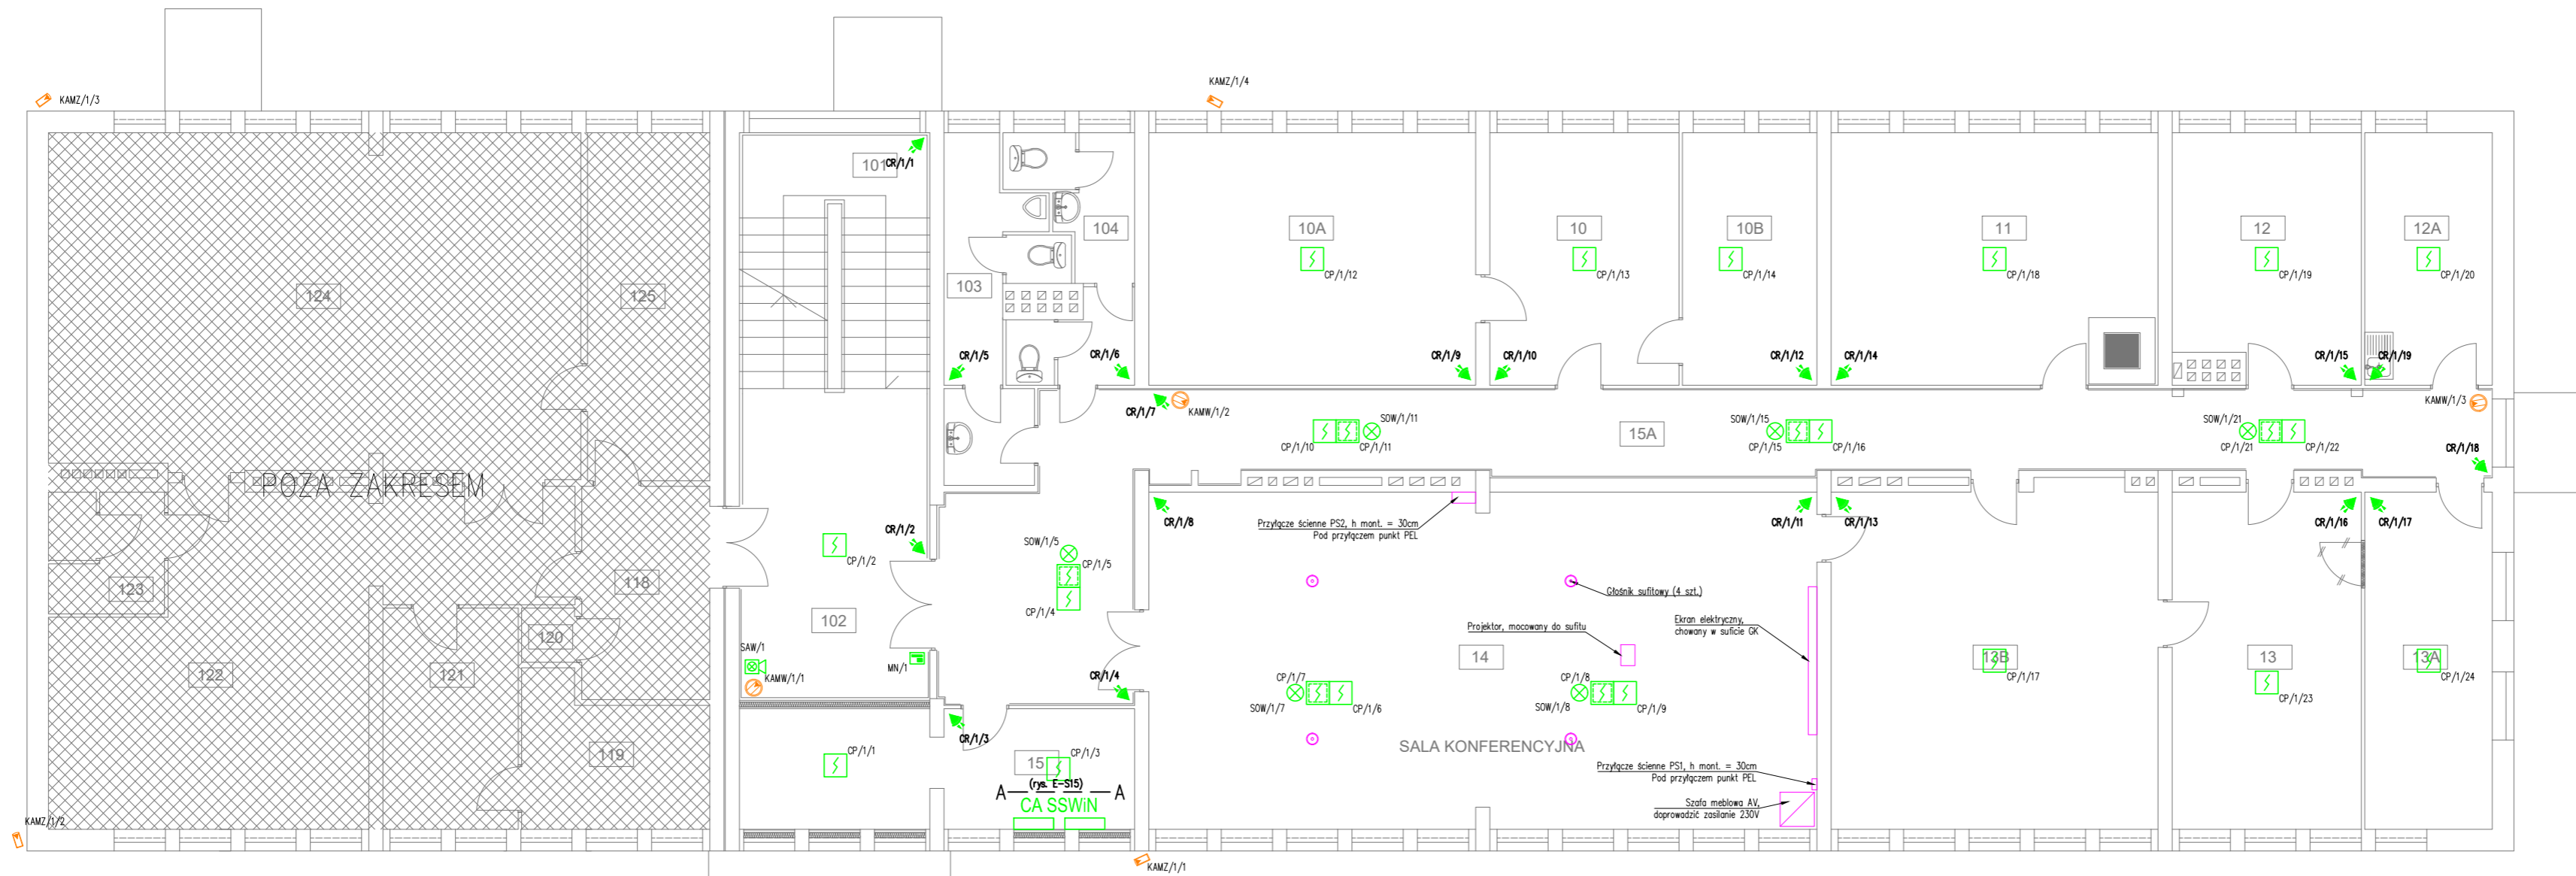 KAMZ/1/4
KAMZ/1/3
101
CR/1/1
104
10A
10
10B
11
12
12A
CP/1/12
CP/1/13
CP/1/14
CP/1/18
CP/1/19
CP/1/20
103
124
125
CR/1/5
CR/1/6
CR/1/9
CR/1/10
CR/1/12
CR/1/14
CR/1/15
CR/1/19
CR/1/7
KAMW/1/2
KAMW/1/3
SOW/1/11
SOW/1/15
SOW/1/21
15A
CP/1/10
CP/1/11
CP/1/15
CP/1/16
CP/1/21
CP/1/22
CR/1/18
POZA ZAKRESEM
CR/1/2
CR/1/8
Przyłącze ścienne PS2, h mont. = 30cm
Pod przyłączem punkt PEL
CR/1/11
CR/1/13
CR/1/16
CR/1/17
SOW/1/5
CP/1/2
CP/1/5
123
118
CP/1/4
Głośnik sufitowy (4 szt.)
102
120
Projektor, mocowany do sufitu
Ekran elektryczny,
chowany w suficie GK
SAW/1
MN/1
KAMW/1/1
14
13B
13
13A
122
121
CR/1/4
CP/1/7
CP/1/8
CP/1/17
CP/1/24
CP/1/23
SOW/1/7
CP/1/6
SOW/1/8
CP/1/9
CR/1/3
SALA KONFERENCYJNA
119
CP/1/1
15
CP/1/3
Przyłącze ścienne PS1, h mont. = 30cm
Pod przyłączem punkt PEL
(rys. E-S15)
A A
CA SSWiN
Szafa meblowa AV,
doprowadzić zasilanie 230V
KAMZ/1/2
KAMZ/1/1